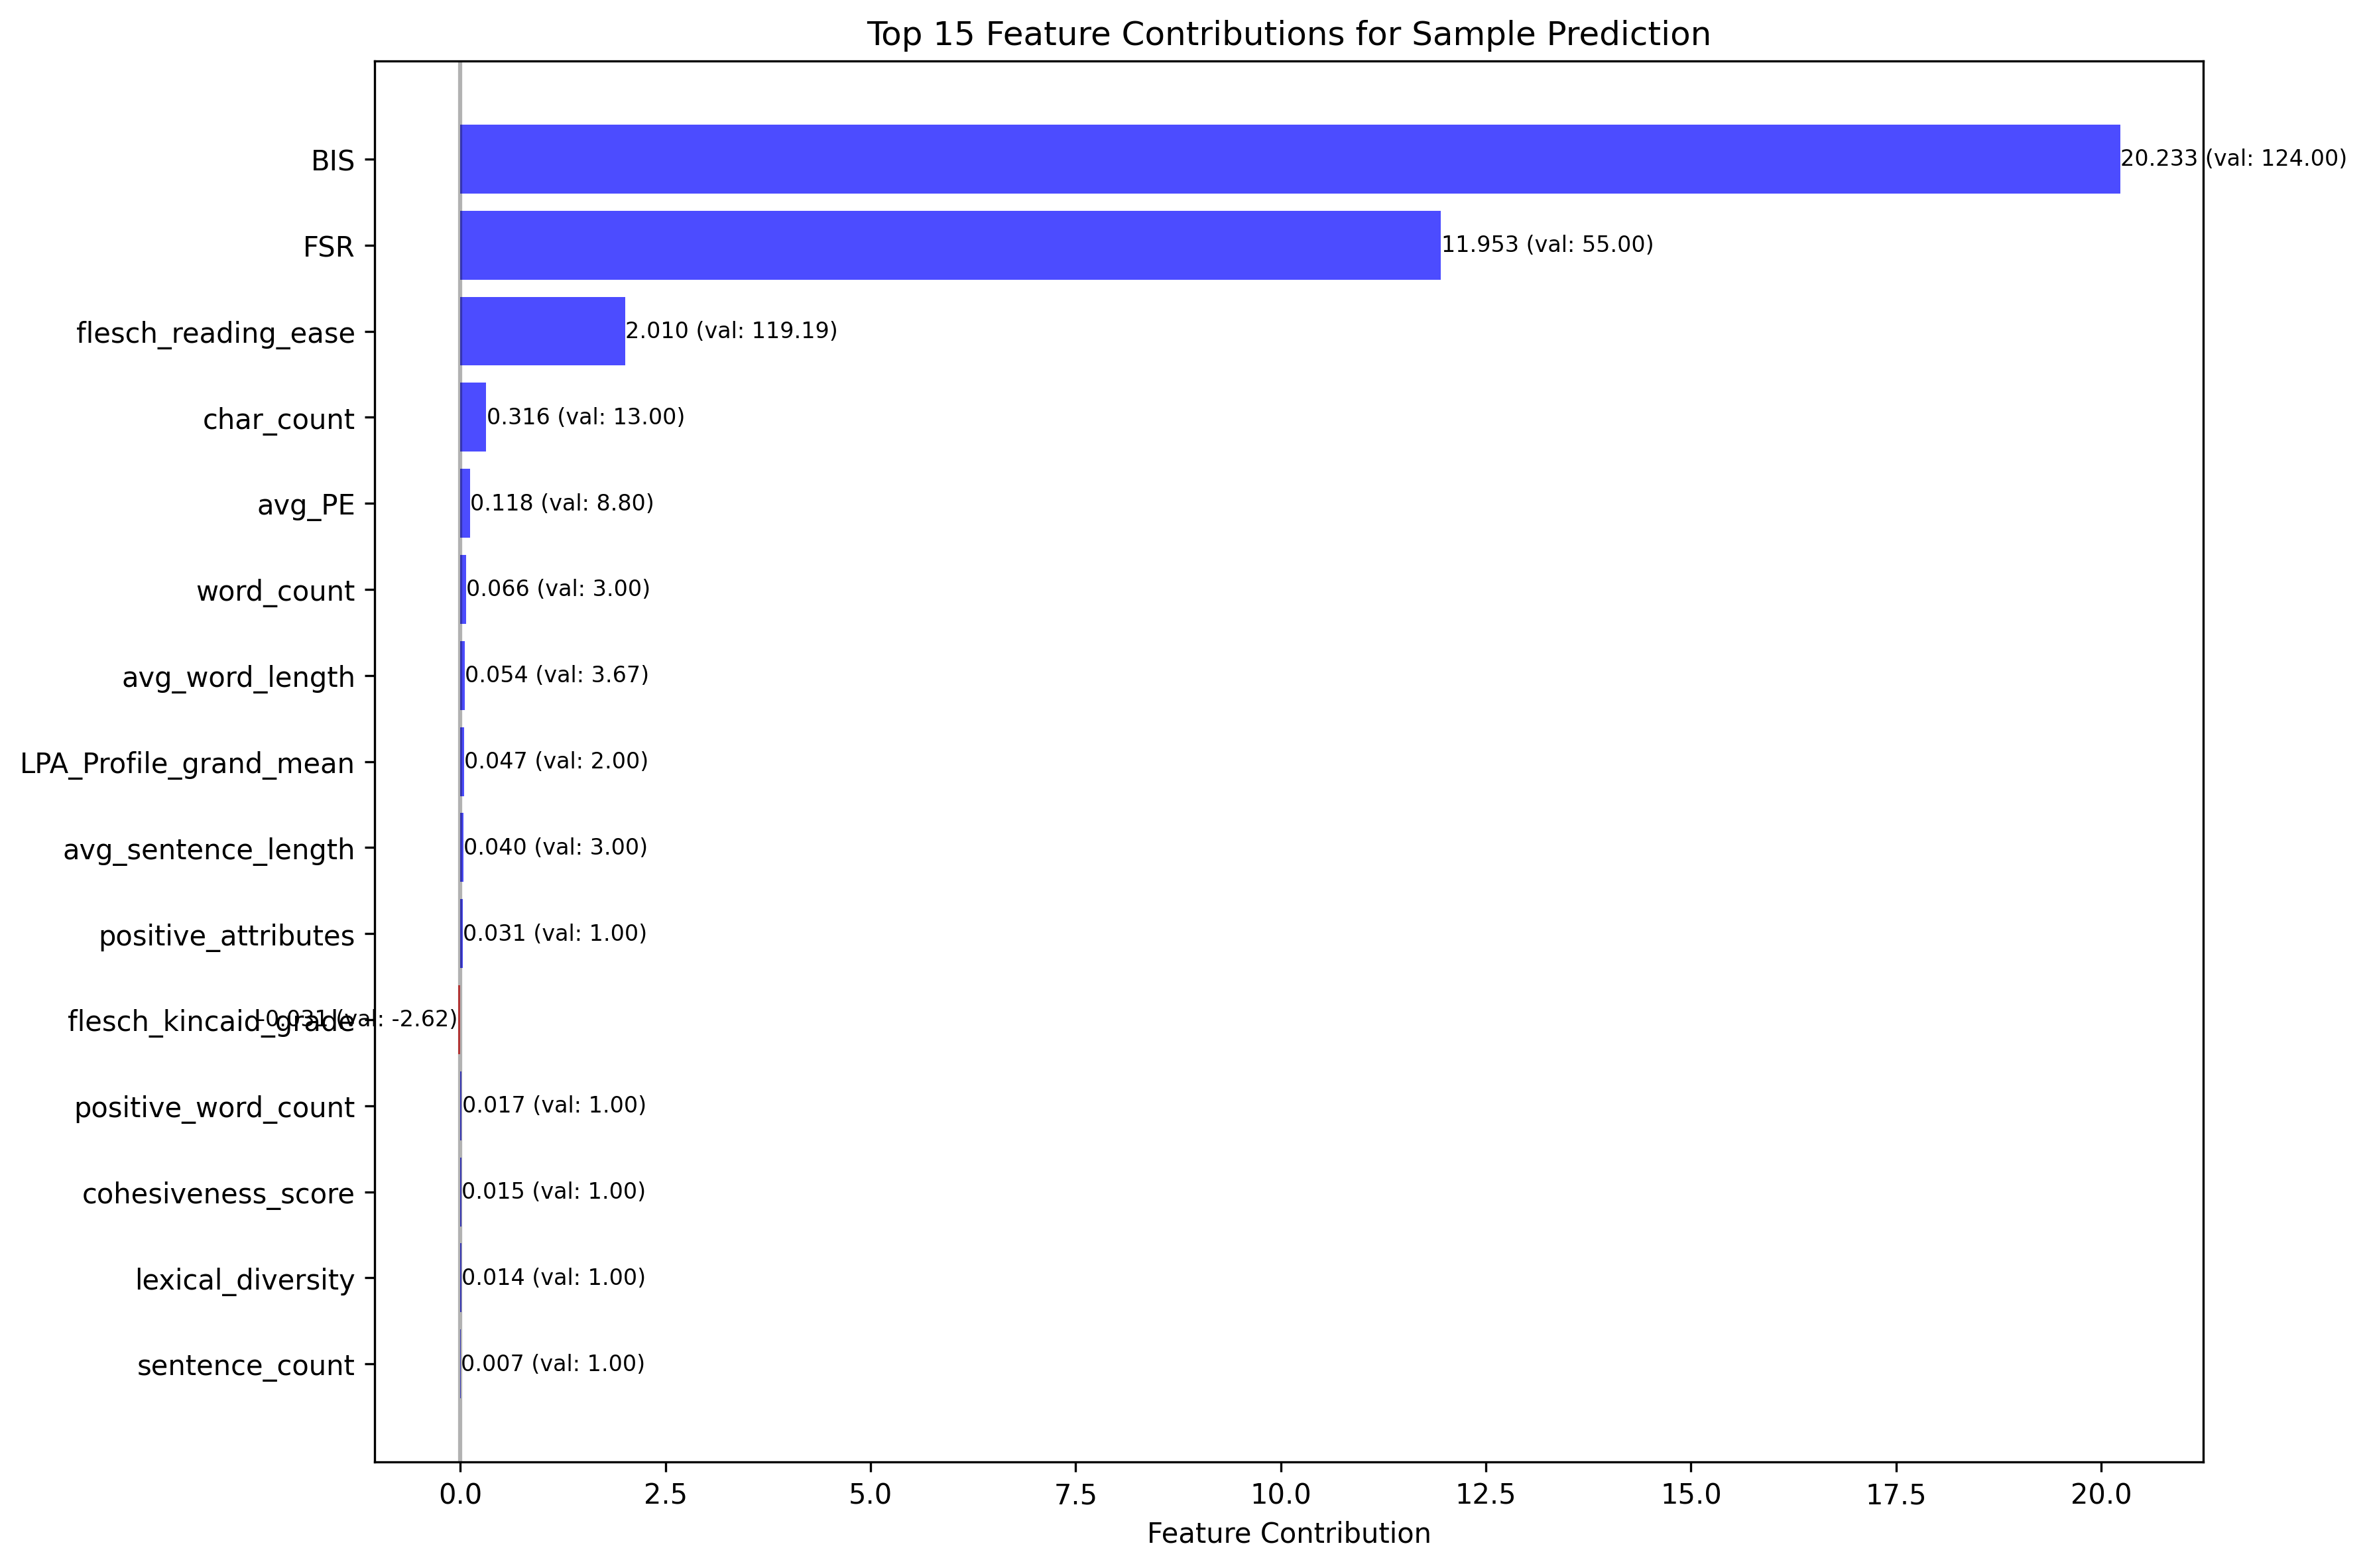 Top 15 Feature Contributions for Sample Prediction
BIS
20.233 (val: 124.00)
FSR
11.953 (val: 55.00)
flesch_reading_ease
2.010 (val: 119.19)
char_count
0.316 (val: 13.00)
avg_PE
0.118 (val: 8.80)
word_count
0.066 (val: 3.00)
avg_word_length
0.054 (val: 3.67)
LPA_Profile_grand_mean
0.047 (val: 2.00)
avg_sentence_length
0.040 (val: 3.00)
positive_attributes
0.031 (val: 1.00)
flesch_kincaid_grade
-0.031 (val: -2.62)
positive_word_count
0.017 (val: 1.00)
cohesiveness_score
0.015 (val: 1.00)
lexical_diversity
0.014 (val: 1.00)
sentence_count
0.007 (val: 1.00)
0.0 2.5 5.0 7.5 10.0 12.5 15.0 17.5 20.0
Feature Contribution